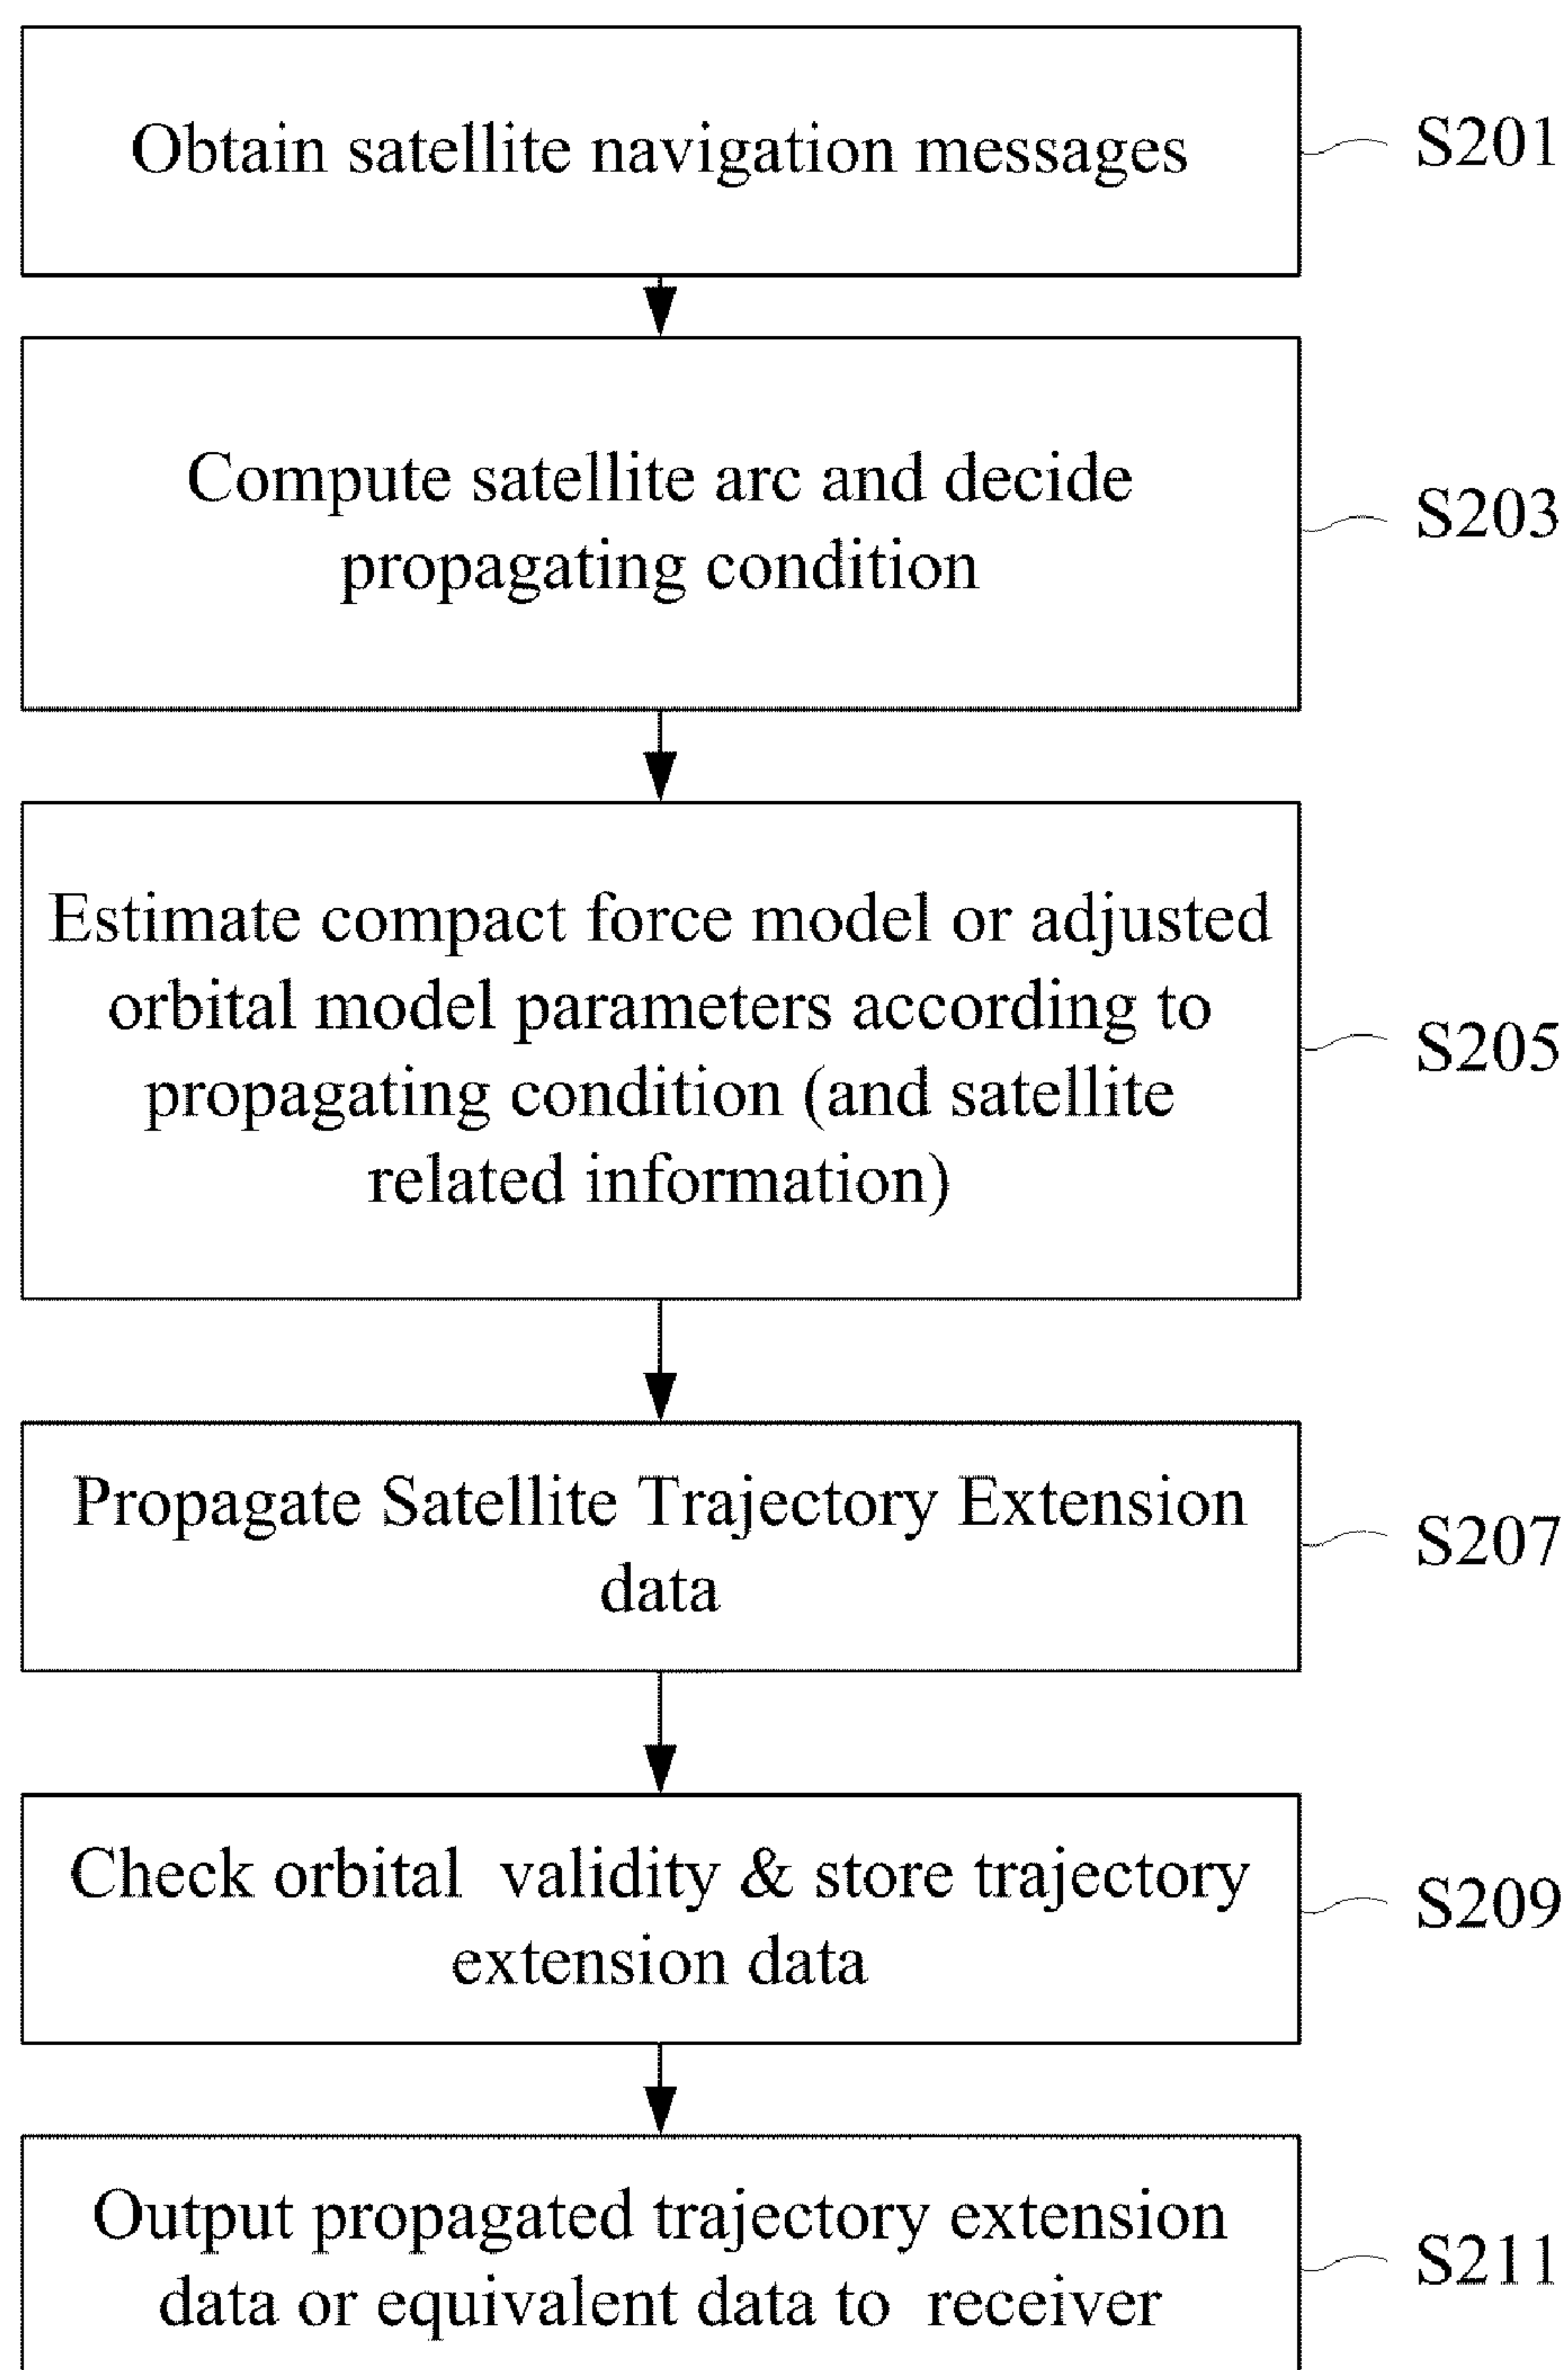 Obtain satellite navigation messages
S201
Compute satellite arc and decide
propagating condition
S203
Estimate compact force model or adjusted
orbital model parameters according to
propagating condition (and satellite
related information)
S205
Propagate Satellite Trajectory Extension
data
S207
Check orbital validity & store trajectory
extension data
S209
Output propagated trajectory extension
data or equivalent data to receiver
S211